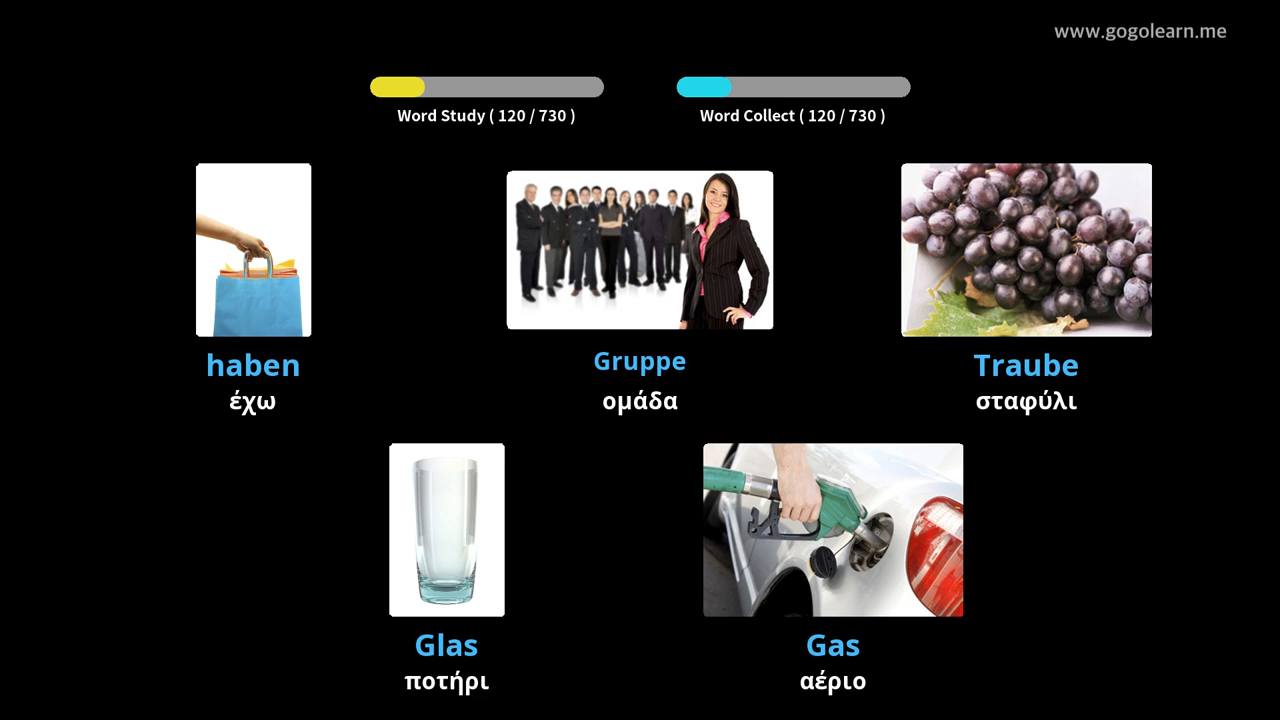 www.gogolearn.me
Word Study ( 120 / 730 )
Word Collect ( 120 / 730 )
haben
έχω
Gruppe
ομάδα
Traube
σταφύλι
Glas
ποτήρι
Gas
αέριο